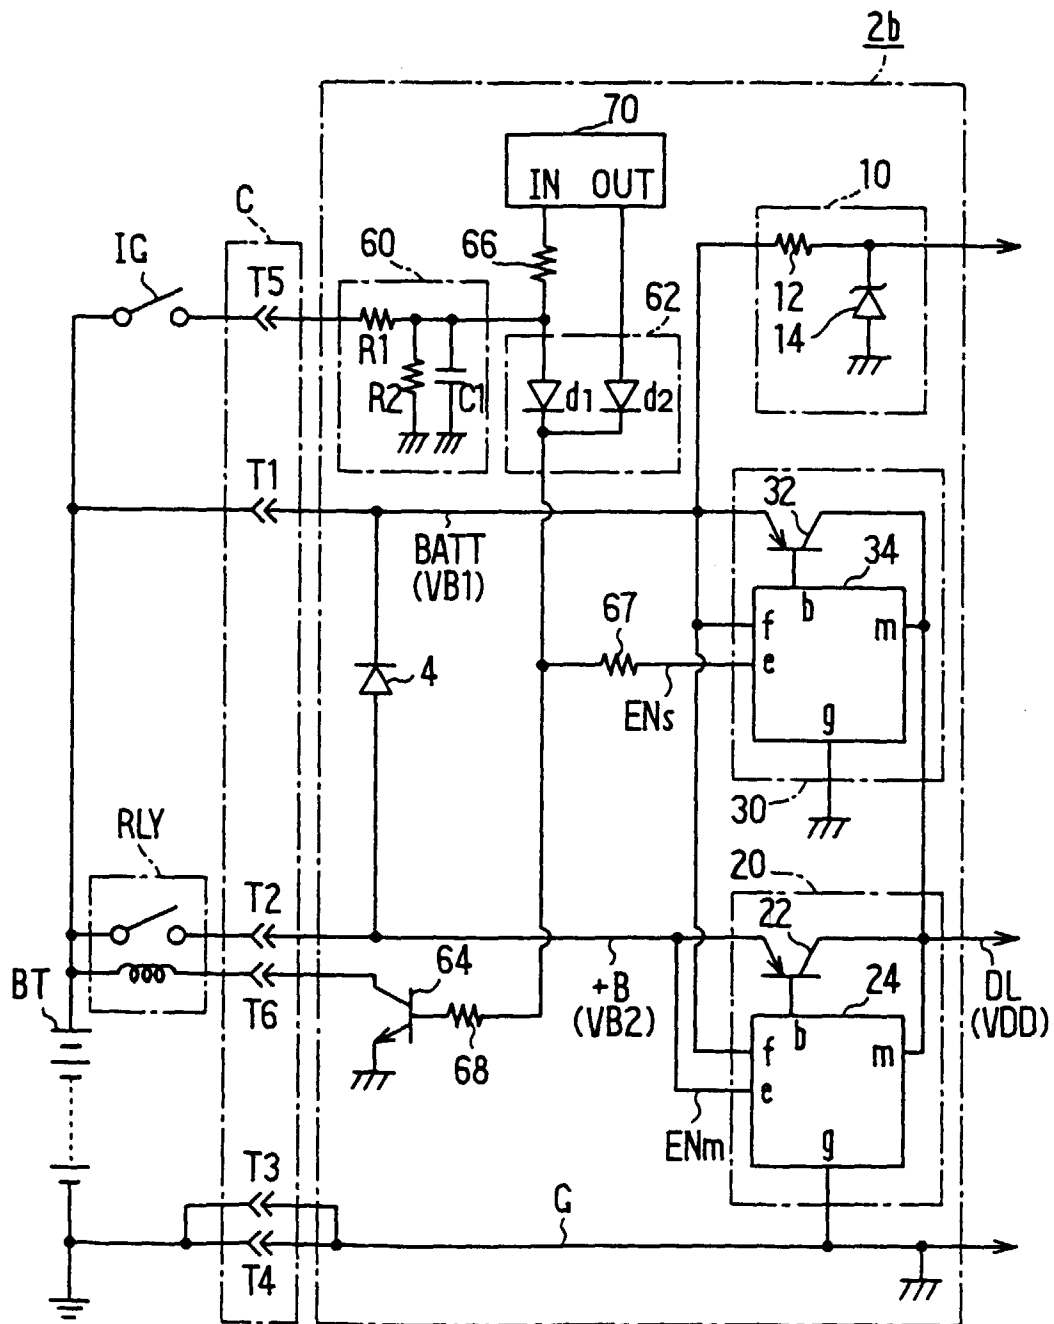 2b
70
IN OUT
C
10
IG
T5
60
66
62
12
14
R1
R2
C1
d1
d2
T1
32
BATT
(VB1)
34
b
f
m
e
67
4
ENs
g
30
RLY
20
T2
22
64
BT
T6
+B
(VB2)
24
DL
(VDD)
b
f
m
e
68
ENm
g
T3
G
T4